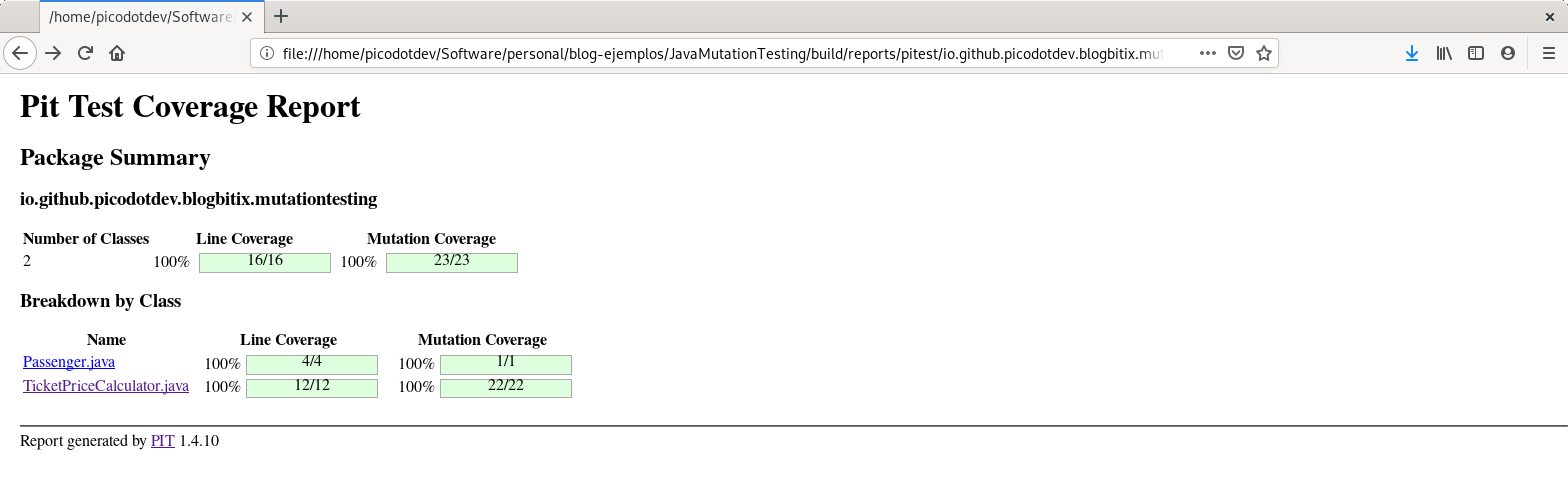 /home/picodotdev/Software/
file:///home/picodotdev/Software/personal/blog-ejemplos/JavaMutationTesting/build/reports/pitest/io.github.picodotdev.blogbitix.mut
Pit Test Coverage Report
Package Summary
io.github.picodotdev.blogbitix.mutationtesting
Number of Classes Line Coverage Mutation Coverage
2 100% 16/16 100% 23/23
Breakdown by Class
Name Line Coverage Mutation Coverage
Passenger.java 100% 4/4 100% 1/1
TicketPriceCalculator.java 100% 12/12 100% 22/22
Report generated by PIT 1.4.10